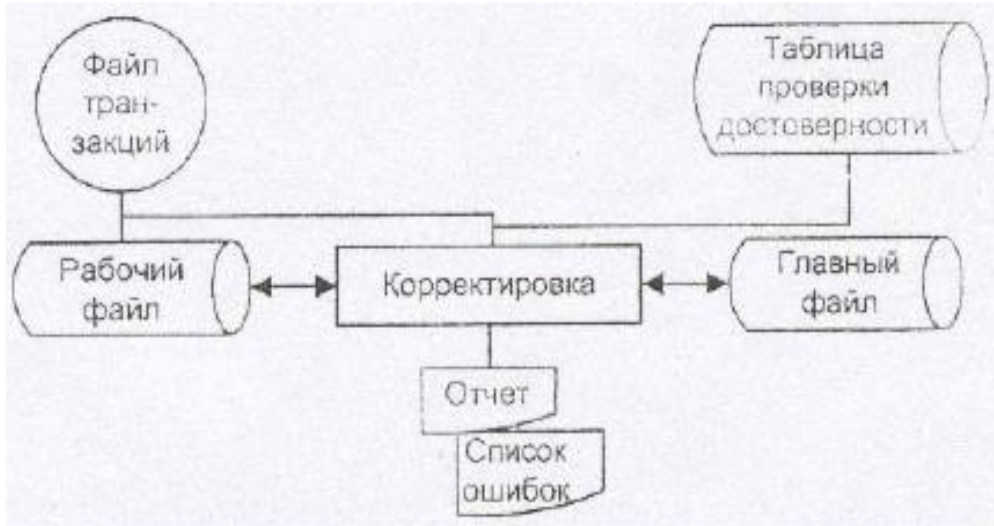 Файл
тран-
закций
Таблица
проверки
достоверности
Рабочий
файл
Корректировка
Главный
файл
Отчет
Список
ошибок